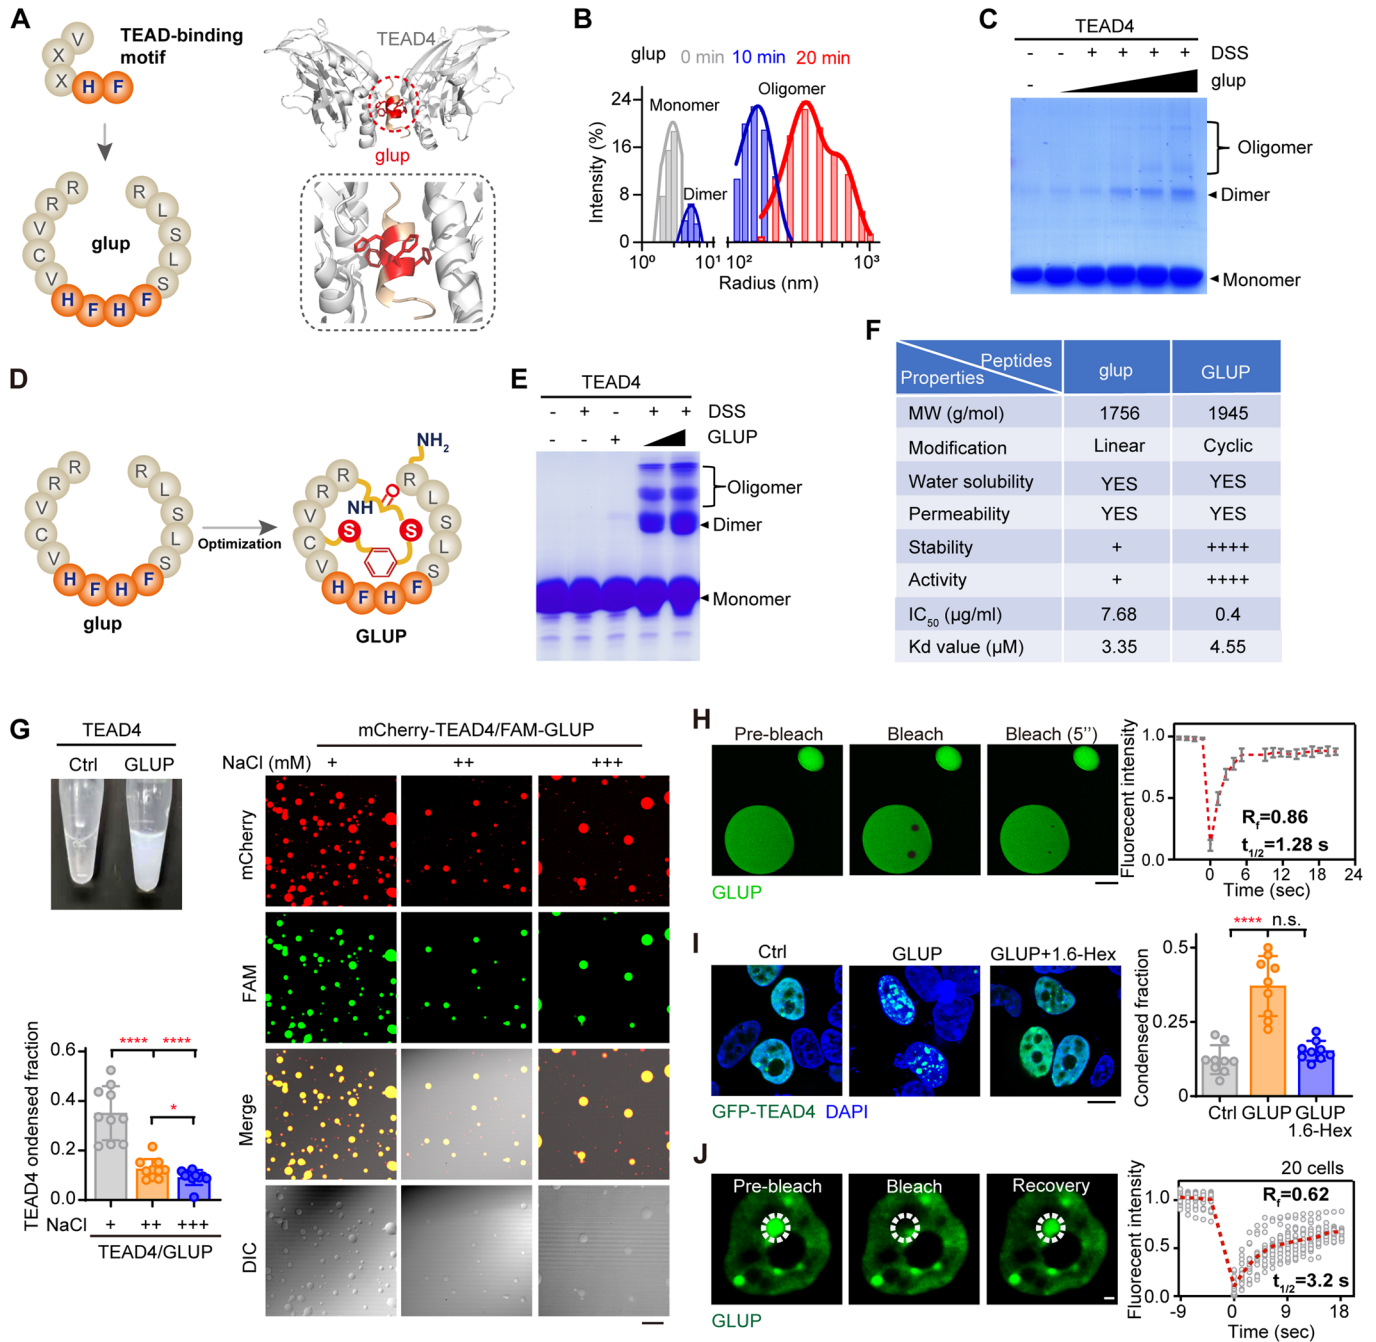 A
V
X
X
H
F
TEAD-binding
motif
TEAD4
glup
R
R
V
C
V
H
F
H
F
S
L
S
L
R
glup
B
glup 0 min 10 min 20 min
Monomer
Dimer
Oligomer
Intensity (%)
24
16
8
0
10⁰ 10¹ 10² 10³
Radius (nm)
C
TEAD4
- - + + + + DSS
- glup
Oligomer
Dimer
Monomer
D
R
R
V
C
V
H
F
H
F
S
L
S
L
R
glup
Optimization
NH₂
R
R
V
C
V
H
F
H
F
S
L
S
L
R
NH
O
S
S
GLUP
E
TEAD4
- + - + + DSS
- - + GLUP
Oligomer
Dimer
Monomer
F
Peptides
Properties
glup GLUP
MW (g/mol) 1756 1945
Modification Linear Cyclic
Water solubility YES YES
Permeability YES YES
Stability + ++++
Activity + ++++
IC₅₀ (µg/ml) 7.68 0.4
Kd value (µM) 3.35 4.55
G
TEAD4
Ctrl GLUP
mCherry-TEAD4/FAM-GLUP
NaCl (mM) + ++ +++
mCherry
FAM
Merge
DIC
TEAD4 ondensed fraction
0.6
0.4
0.2
0.0
**** ****
*
NaCl + ++ +++
TEAD4/GLUP
H
Pre-bleach Bleach Bleach (5’’)
GLUP
Fluorecent intensity
1.0
0.5
0.0
Rf=0.86
t1/2=1.28 s
0 6 12 18 24
Time (sec)
I
Ctrl GLUP GLUP+1.6-Hex
GFP-TEAD4 DAPI
Condensed fraction
0.5
0.25
0
**** n.s.
Ctrl GLUP GLUP
1.6-Hex
J
Pre-bleach Bleach Recovery
GLUP
Fluorecent intensity
20 cells
1.0
0.5
0.0
Rf=0.62
t1/2=3.2 s
-9 0 9 18
Time (sec)